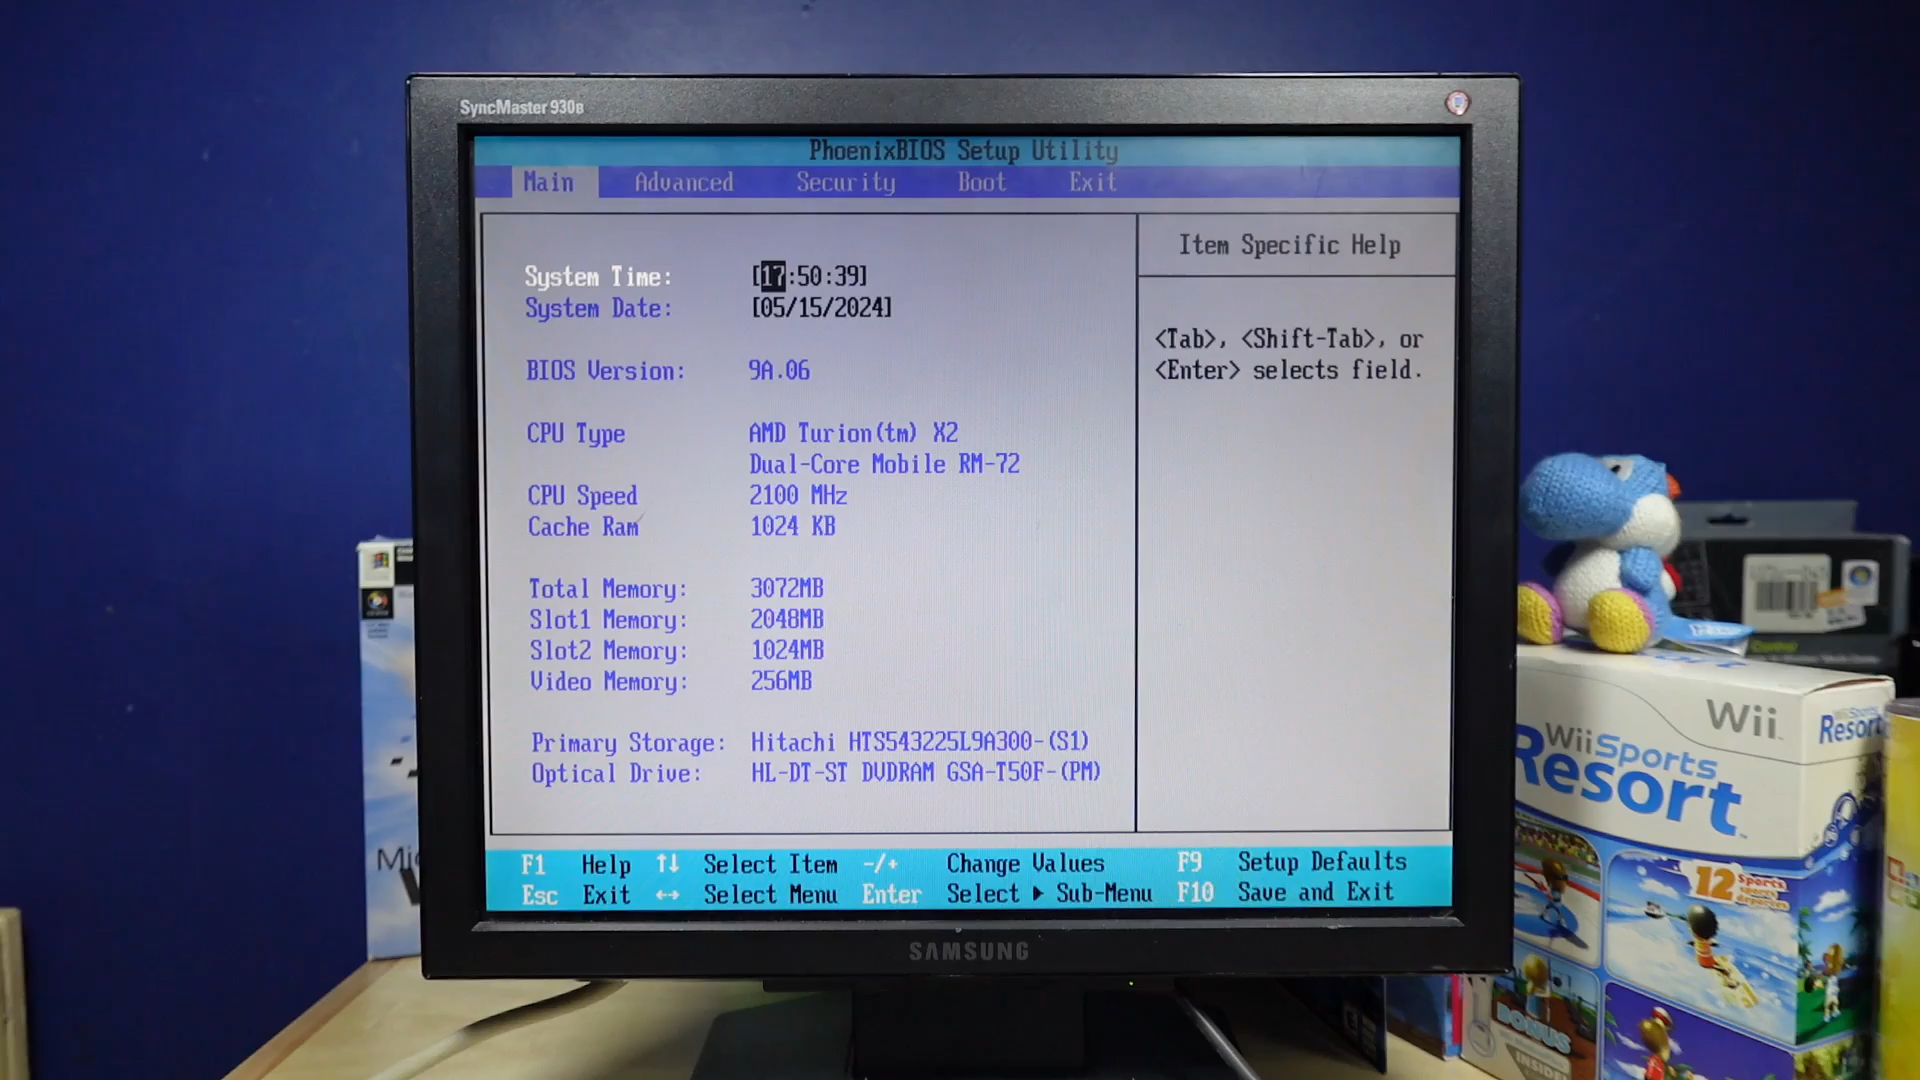 SyncMaster 930B
PhoenixBIOS Setup Utility
Main Advanced Security Boot Exit
Item Specific Help
System Time: [17:50:39]
System Date: [05/15/2024]
<Tab>, <Shift-Tab>, or
<Enter> selects field.
BIOS Version: 9A.06
CPU Type AMD Turion(tm) X2
Dual-Core Mobile RM-72
CPU Speed 2100 MHz
Cache Ram 1024 KB
Total Memory: 3072MB
Slot1 Memory: 2048MB
Slot2 Memory: 1024MB
Video Memory: 256MB
Primary Storage: Hitachi HTS543225L9A300-(S1)
Optical Drive: HL-DT-ST DVDRAM GSA-T50F-(PM)
F1 Help ↑↓ Select Item -/+ Change Values F9 Setup Defaults
Esc Exit ↔ Select Menu Enter Select ▶ Sub-Menu F10 Save and Exit
SAMSUNG
Wii
Resort
Wii Sports
Resort
12 Sports
BONUS